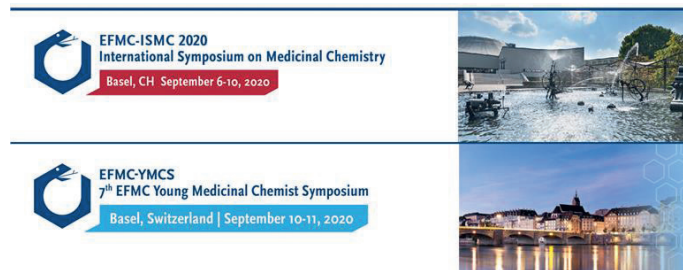 EFMC-ISMC 2020
International Symposium on Medicinal Chemistry
Basel, CH September 6-10, 2020
EFMC-YMCS
7th EFMC Young Medicinal Chemist Symposium
Basel, Switzerland | September 10-11, 2020